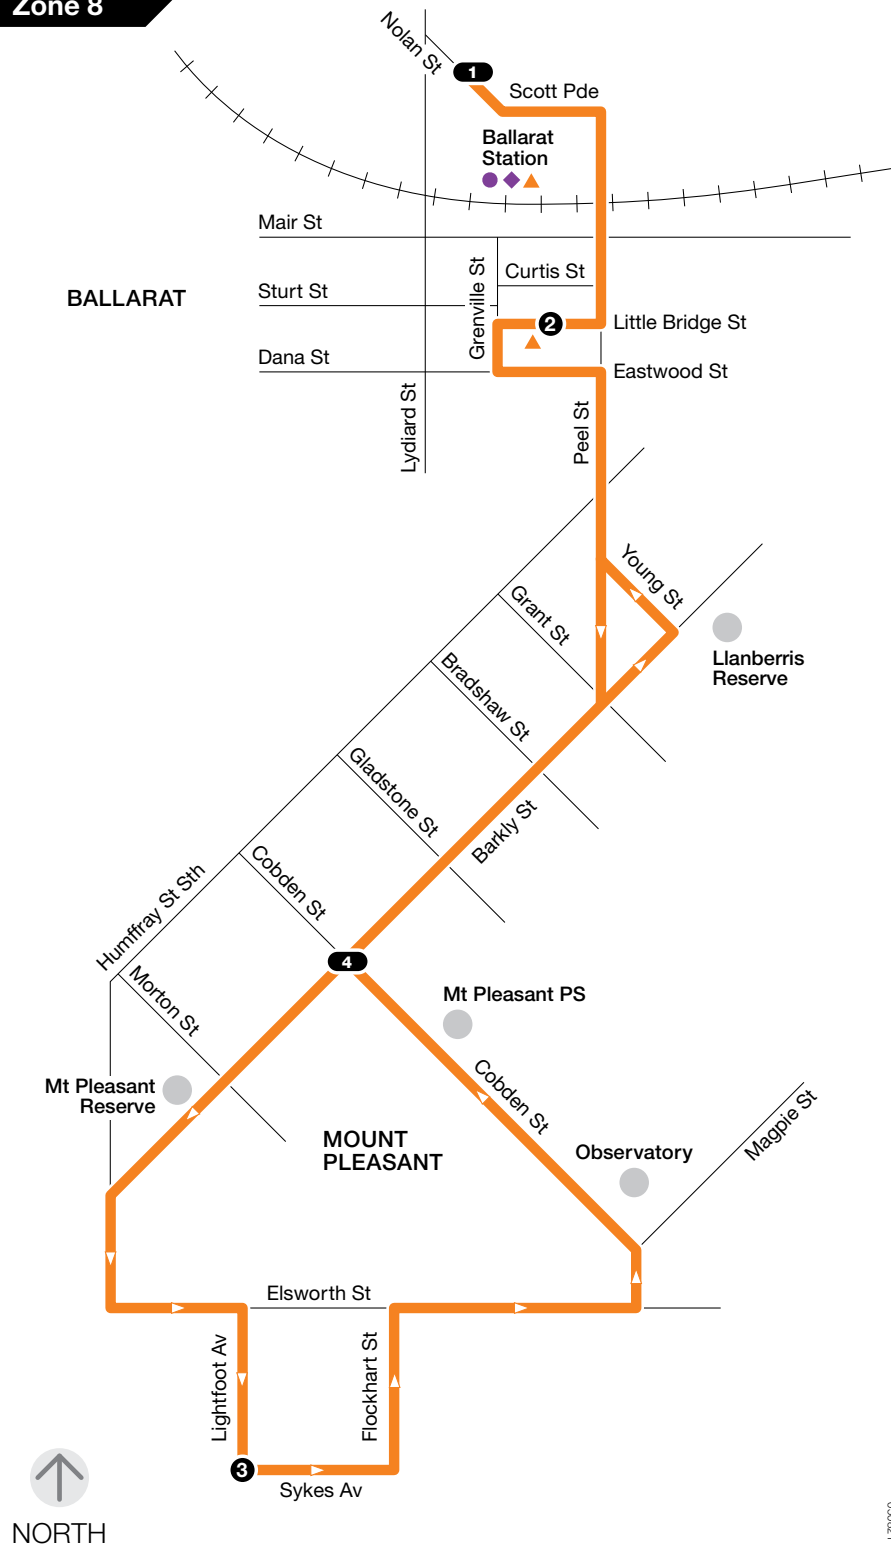 Zone 8
Nolan St
1
Scott Pde
Ballarat
Station
Mair St
Curtis St
BALLARAT
Sturt St
Grenville St
2
Little Bridge St
Dana St
Eastwood St
Lydiard St
Peel St
Young St
Grant St
Llanberris
Reserve
Bradshaw St
Gladstone St
Barkly St
Cobden St
Humffray St Sth
4
Morton St
Mt Pleasant PS
Mt Pleasant
Reserve
Cobden St
Magpie St
MOUNT
PLEASANT
Observatory
Elsworth St
Lightfoot Av
Flockhart St
3
Sykes Av
NORTH